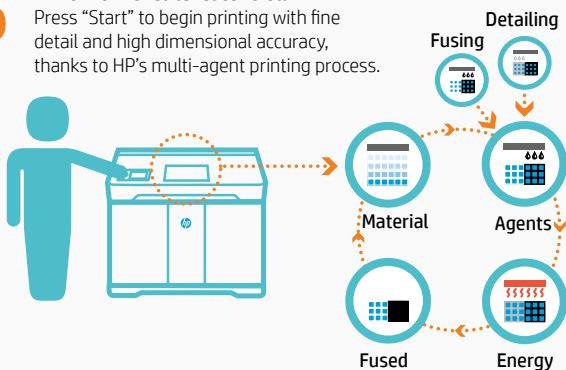 Press “Start” to begin printing with fine
detail and high dimensional accuracy,
thanks to HP’s multi-agent printing process.
Detailing
Fusing
hp
Material
Agents
Fused
Energy